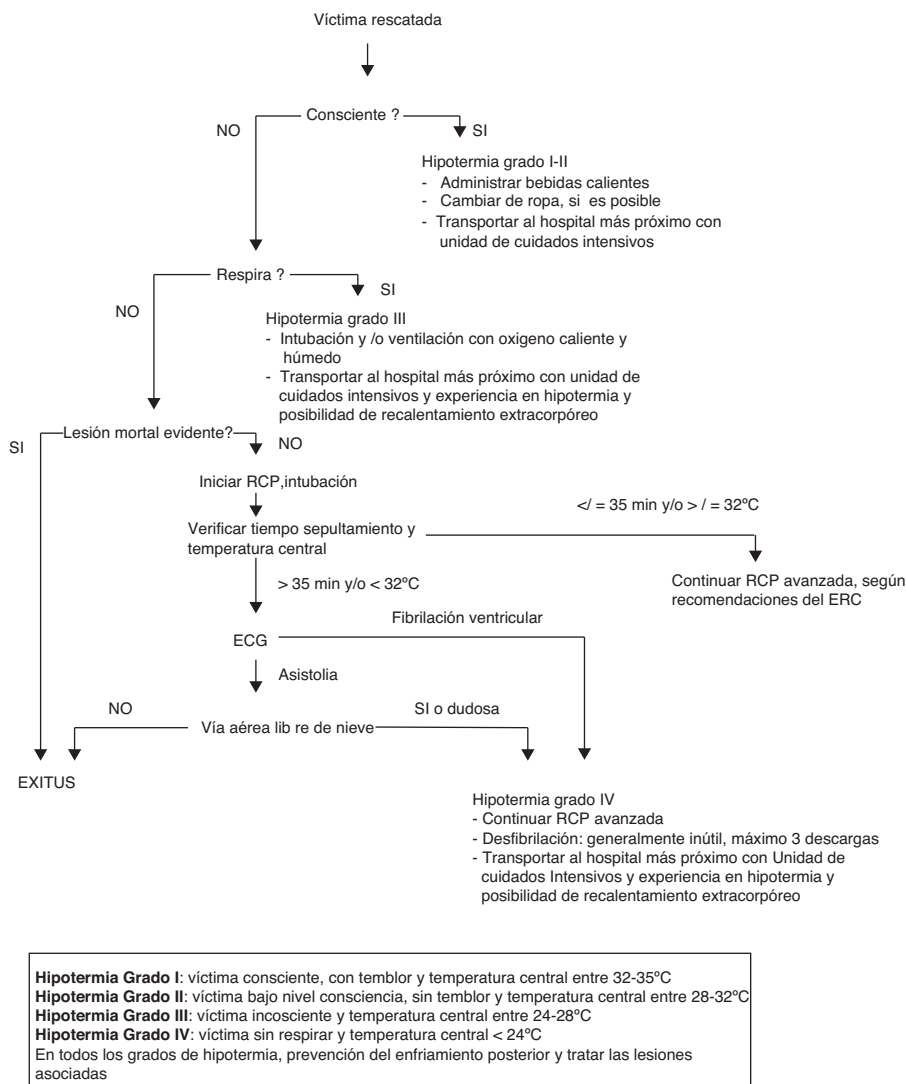 Víctima rescatada
Consciente ?
NO
SI
Hipotermia grado I-II
- Administrar bebidas calientes
- Cambiar de ropa, si es posible
- Transportar al hospital más próximo con
unidad de cuidados intensivos
Respira ?
NO
SI
Hipotermia grado III
- Intubación y /o ventilación con oxigeno caliente y
húmedo
- Transportar al hospital más próximo con unidad de
cuidados intensivos y experiencia en hipotermia y
posibilidad de recalentamiento extracorpóreo
Lesión mortal evidente?
SI
NO
Iniciar RCP,intubación
Verificar tiempo sepultamiento y
temperatura central
</ = 35 min y/o > / = 32ºC
Continuar RCP avanzada, según
recomendaciones del ERC
> 35 min y/o < 32ºC
ECG
Fibrilación ventricular
Asistolia
NO
Vía aérea lib re de nieve
SI o dudosa
EXITUS
Hipotermia grado IV
- Continuar RCP avanzada
- Desfibrilación: generalmente inútil, máximo 3 descargas
- Transportar al hospital más próximo con Unidad de
cuidados Intensivos y experiencia en hipotermia y
posibilidad de recalentamiento extracorpóreo
Hipotermia Grado I: víctima consciente, con temblor y temperatura central entre 32-35ºC
Hipotermia Grado II: víctima bajo nivel consciencia, sin temblor y temperatura central entre 28-32ºC
Hipotermia Grado III: víctima incosciente y temperatura central entre 24-28ºC
Hipotermia Grado IV: víctima sin respirar y temperatura central < 24ºC
En todos los grados de hipotermia, prevención del enfriamiento posterior y tratar las lesiones
asociadas